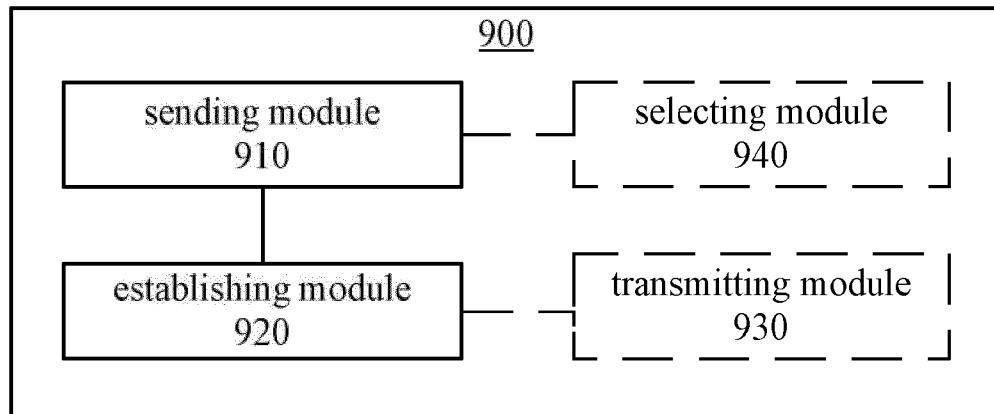 900
sending module
910
selecting module
940
establishing module
920
transmitting module
930